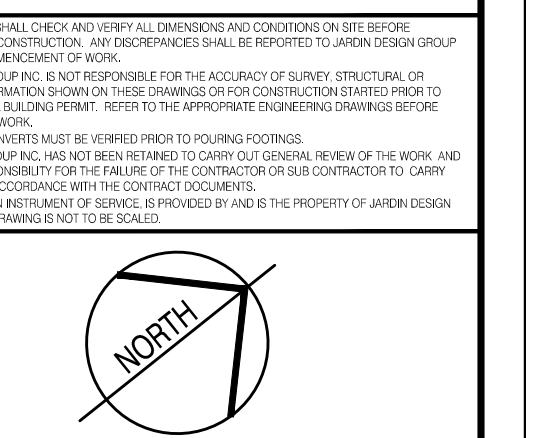 SHALL CHECK AND VERIFY ALL DIMENSIONS AND CONDITIONS ON SITE BEFORE
CONSTRUCTION. ANY DISCREPANCIES SHALL BE REPORTED TO JARDIN DESIGN GROUP
MENCEMENT OF WORK.
OUP INC. IS NOT RESPONSIBLE FOR THE ACCURACY OF SURVEY, STRUCTURAL OR
RMATION SHOWN ON THESE DRAWINGS OR FOR CONSTRUCTION STARTED PRIOR TO
BUILDING PERMIT. REFER TO THE APPROPRIATE ENGINEERING DRAWINGS BEFORE
WORK.
NVERTS MUST BE VERIFIED PRIOR TO POURING FOOTINGS.
OUP INC. HAS NOT BEEN RETAINED TO CARRY OUT GENERAL REVIEW OF THE WORK AND
ONSIBILITY FOR THE FAILURE OF THE CONTRACTOR OR SUB CONTRACTOR TO CARRY
CCORDANCE WITH THE CONTRACT DOCUMENTS.
N INSTRUMENT OF SERVICE, IS PROVIDED BY AND IS THE PROPERTY OF JARDIN DESIGN
RAWING IS NOT TO BE SCALED.
NORTH